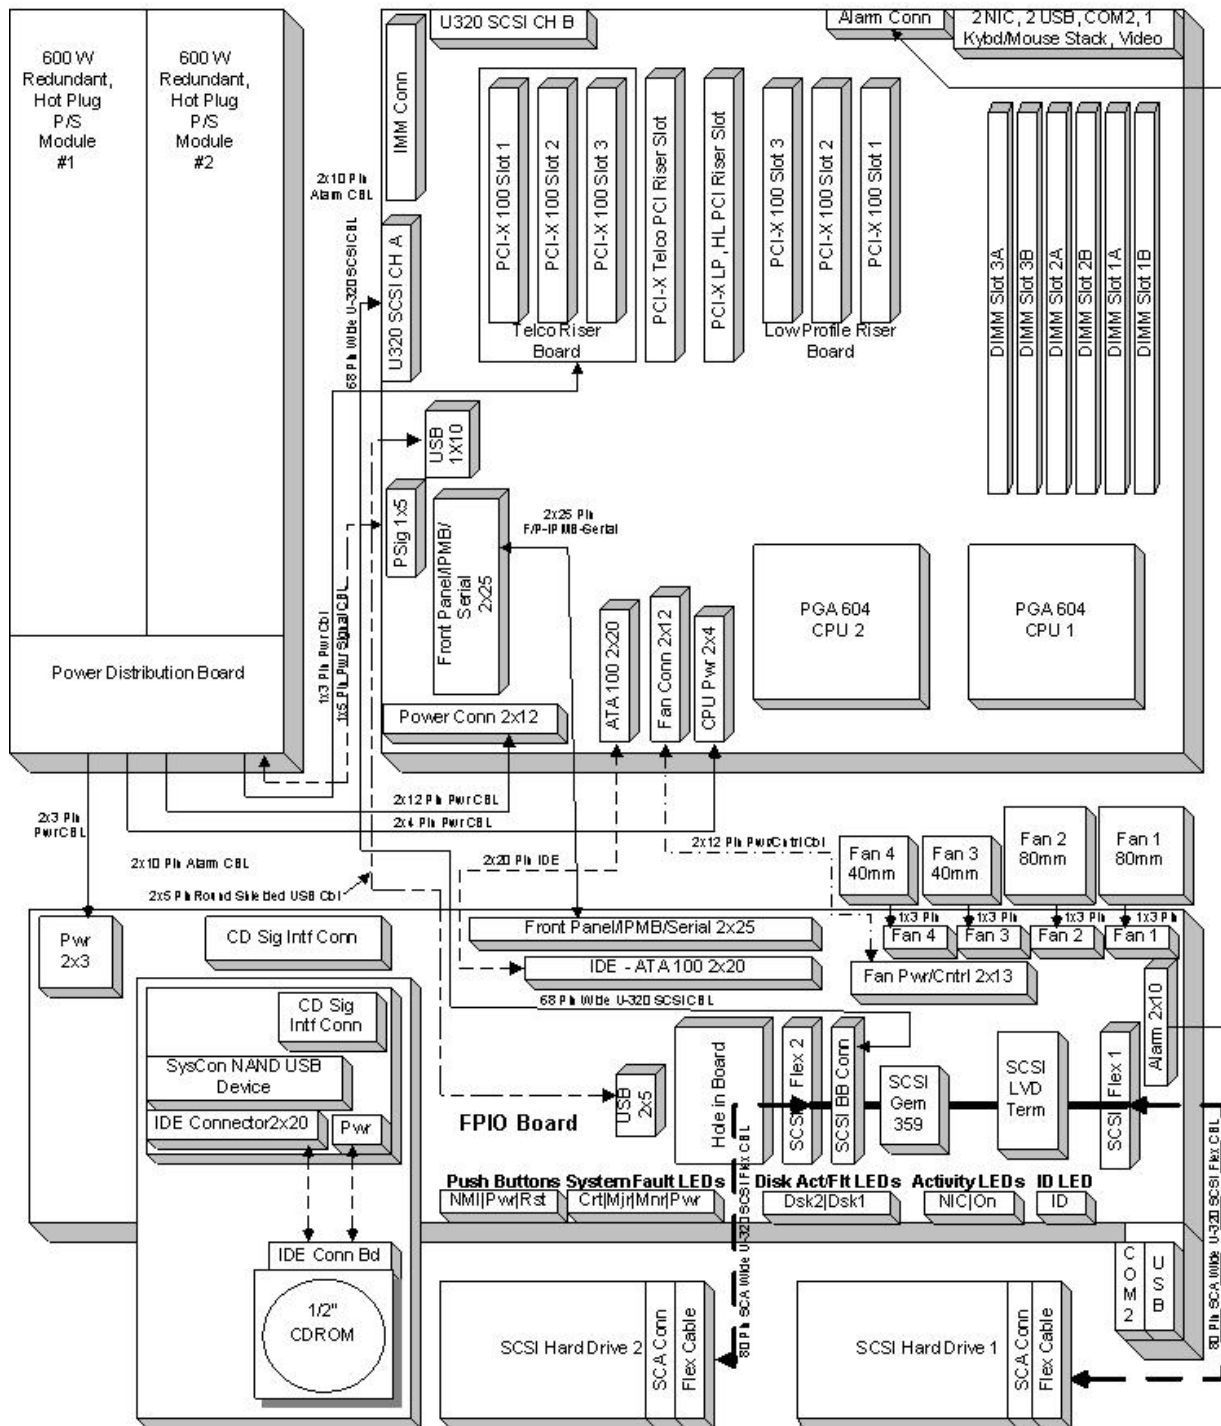 600 W
Redundant,
Hot Plug
P/S
Module
#1
600 W
Redundant,
Hot Plug
P/S
Module
#2
Power Distribution Board
U320 SCSI CH B
Alarm Conn
2 NIC, 2 USB, COM2, 1
Kybd/Mouse Stack, Video
IMM Conn
2x10 Pin
Alarm CBL
68 Pin Wide U-320 SCSI CBL
U320 SCSI CH A
PCI-X 100 Slot 1
PCI-X 100 Slot 2
PCI-X 100 Slot 3
Telco Riser
Board
PCI-X Telco PCI Riser Slot
PCI-X LP, HL PCI Riser Slot
PCI-X 100 Slot 3
PCI-X 100 Slot 2
PCI-X 100 Slot 1
Low Profile Riser
Board
DIMM Slot 3A
DIMM Slot 3B
DIMM Slot 2A
DIMM Slot 2B
DIMM Slot 1A
DIMM Slot 1B
USB
1X10
PSig 1x5
Front Panel/IPMB/
Serial
2x25
2x25 Pin
F/P-IPMB-Serial
1x3 Pin Pwr Cbl
1x5 Pin Pwr Signal CBL
Power Conn 2x12
ATA 100 2x20
Fan Conn 2x12
CPU Pwr 2x4
PGA 604
CPU 2
PGA 604
CPU 1
2x3 Pin
Pwr CBL
2x12 Pin Pwr CBL
2x4 Pin Pwr CBL
2x10 Pin Alarm CBL
2x5 Pin Round Shielded USB Cbl
2x20 Pin IDE
2x12 Pin Pwr/Cntrl Cbl
Fan 4
40mm
Fan 3
40mm
Fan 2
80mm
Fan 1
80mm
1x3 Pin
1x3 Pin
1x3 Pin
1x3 Pin
Fan 4
Fan 3
Fan 2
Fan 1
Pwr
2x3
CD Sig Intf Conn
Front Panel/IPMB/Serial 2x25
IDE - ATA 100 2x20
Fan Pwr/Cntrl 2x13
Alarm 2x10
68 Pin Wide U-320 SCSI CBL
CD Sig
Intf Conn
SysCon NAND USB
Device
IDE Connector2x20
Pwr
FPIO Board
USB
2x5
Hole in Board
SCSI Flex 2
SCSI BB Conn
SCSI
Gem
359
SCSI
LVD
Term
SCSI Flex 1
Push Buttons
NMI|Pwr|Rst
System Fault LEDs
Crt|Mjr|Mnr|Pwr
Disk Act/Flt LEDs
Dsk2|Dsk1
Activity LEDs
NIC|On
ID LED
ID
80 Pin SCA Wide U-320 SCSI Flex CBL
80 Pin SCA Wide U-320 SCSI Flex CBL
COM2
USB
IDE Conn Bd
1/2"
CDROM
SCSI Hard Drive 2
SCA Conn
Flex Cable
SCSI Hard Drive 1
SCA Conn
Flex Cable